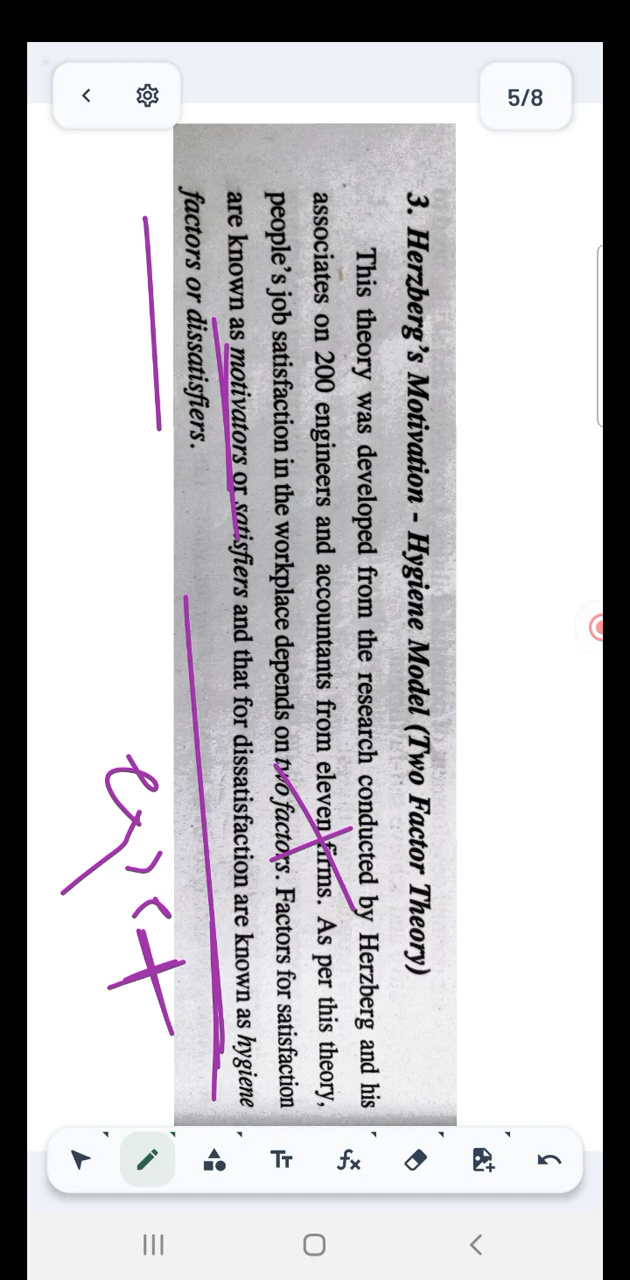 5/8
3. Herzberg's Motivation - Hygiene Model (Two Factor Theory)
This theory was developed from the research conducted by Herzberg and his
associates on 200 engineers and accountants from eleven firms. As per this theory,
people's job satisfaction in the workplace depends on two factors. Factors for satisfaction
are known as motivators or satisfiers and that for dissatisfaction are known as hygiene
factors or dissatisfiers.
Tт fx